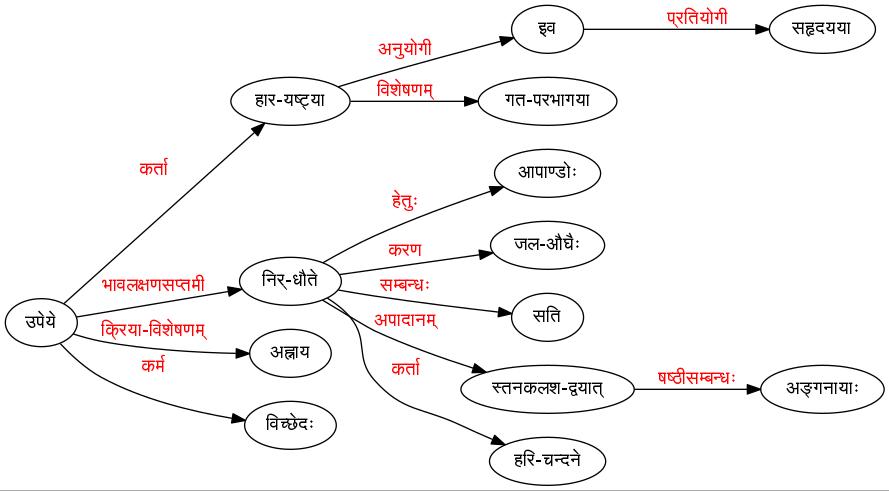 इव
प्रतियोगी
सहृदयया
अनुयोगी
हार-यष्ट्या
विशेषणम्
गत-परभागया
कर्ता
आपाण्डोः
हेतुः
जल-औघैः
करण
निर्-धौते
भावलक्षणसप्तमी
सम्बन्धः
सति
उपेये
अपादानम्
क्रिया-विशेषणम्
अह्नाय
कर्म
कर्ता
स्तनकलश-द्वयात्
षष्ठीसम्बन्धः
अङ्गनायाः
विच्छेदः
हरि-चन्दने